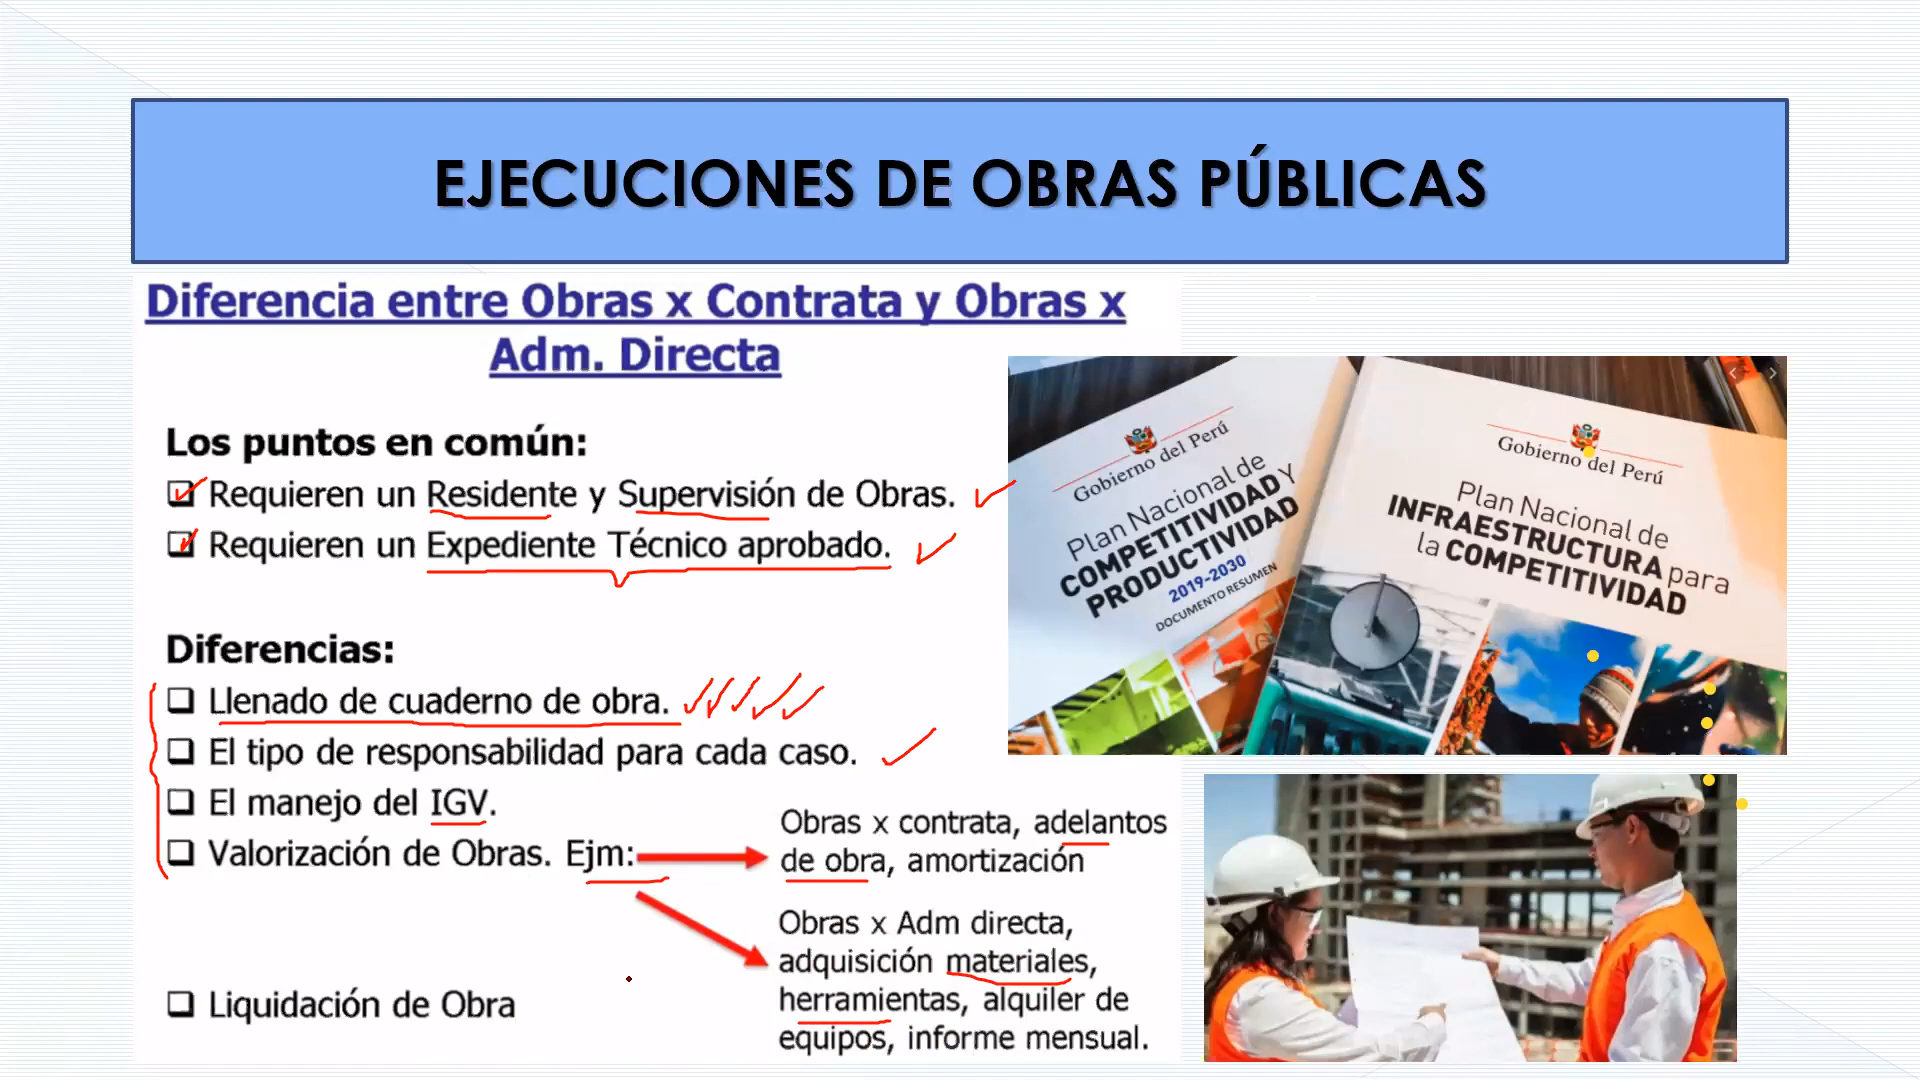 EJECUCIONES DE OBRAS PÚBLICAS
Diferencia entre Obras x Contrata y Obras x
Adm. Directa
Los puntos en común:
Requieren un Residente y Supervisión de Obras.
Requieren un Expediente Técnico aprobado.
Diferencias:
Llenado de cuaderno de obra.
El tipo de responsabilidad para cada caso.
El manejo del IGV.
Valorización de Obras. Ejm:
Obras x contrata, adelantos
de obra, amortización
Obras x Adm directa,
adquisición materiales,
herramientas, alquiler de
equipos, informe mensual.
Liquidación de Obra
Gobierno del Perú
Plan Nacional de
COMPETITIVIDAD Y
PRODUCTIVIDAD
2019-2030
DOCUMENTO RESUMEN
Gobierno del Perú
Plan Nacional de
INFRAESTRUCTURA para
la COMPETITIVIDAD